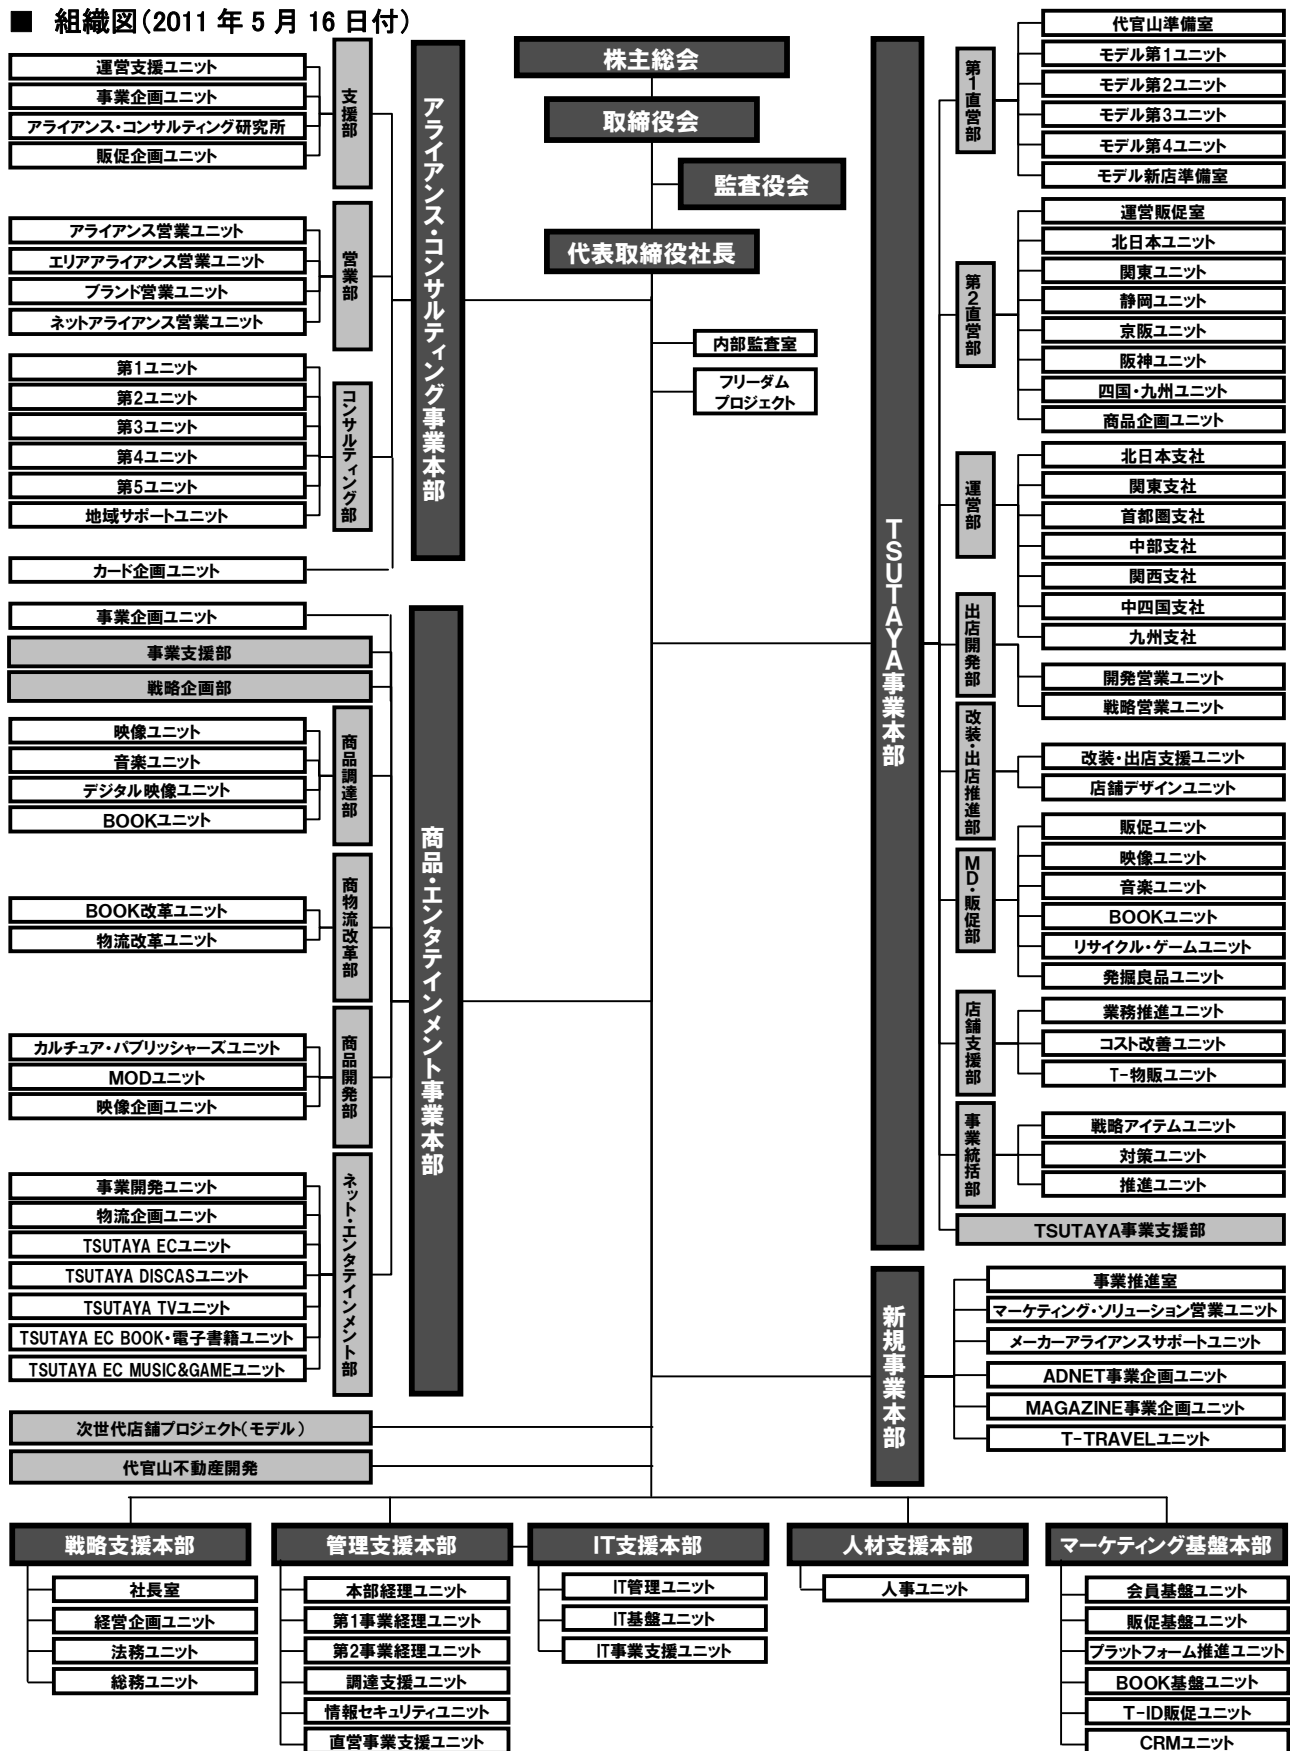 ■ 組織図(2011 年 5 月 16 日付)
株主総会
取締役会
監査役会
代表取締役社長
内部監査室
フリーダム
プロジェクト
アライアンス・コンサルティング事業本部
支援部
運営支援ユニット
事業企画ユニット
アライアンス・コンサルティング研究所
販促企画ユニット
営業部
アライアンス営業ユニット
エリアアライアンス営業ユニット
ブランド営業ユニット
ネットアライアンス営業ユニット
コンサルティング部
第1ユニット
第2ユニット
第3ユニット
第4ユニット
第5ユニット
地域サポートユニット
カード企画ユニット
商品・エンタテインメント事業本部
事業企画ユニット
事業支援部
戦略企画部
商品調達部
映像ユニット
音楽ユニット
デジタル映像ユニット
BOOKユニット
商物流改革部
BOOK改革ユニット
物流改革ユニット
商品開発部
カルチュア・パブリッシャーズユニット
MODユニット
映像企画ユニット
ネット・エンタテインメント部
事業開発ユニット
物流企画ユニット
TSUTAYA ECユニット
TSUTAYA DISCASユニット
TSUTAYA TVユニット
TSUTAYA EC BOOK・電子書籍ユニット
TSUTAYA EC MUSIC&GAMEユニット
次世代店舗プロジェクト(モデル)
代官山不動産開発
TSUTAYA事業本部
第1直営部
代官山準備室
モデル第1ユニット
モデル第2ユニット
モデル第3ユニット
モデル第4ユニット
モデル新店準備室
第2直営部
運営販促室
北日本ユニット
関東ユニット
静岡ユニット
京阪ユニット
阪神ユニット
四国・九州ユニット
商品企画ユニット
運営部
北日本支社
関東支社
首都圏支社
中部支社
関西支社
中四国支社
九州支社
出店開発部
開発営業ユニット
戦略営業ユニット
改装・出店推進部
改装・出店支援ユニット
店舗デザインユニット
MD・販促部
販促ユニット
映像ユニット
音楽ユニット
BOOKユニット
リサイクル・ゲームユニット
発掘良品ユニット
店舗支援部
業務推進ユニット
コスト改善ユニット
T-物販ユニット
事業統括部
戦略アイテムユニット
対策ユニット
推進ユニット
TSUTAYA事業支援部
新規事業本部
事業推進室
マーケティング・ソリューション営業ユニット
メーカーアライアンスサポートユニット
ADNET事業企画ユニット
MAGAZINE事業企画ユニット
T-TRAVELユニット
戦略支援本部
社長室
経営企画ユニット
法務ユニット
総務ユニット
管理支援本部
本部経理ユニット
第1事業経理ユニット
第2事業経理ユニット
調達支援ユニット
情報セキュリティユニット
直営事業支援ユニット
IT支援本部
IT管理ユニット
IT基盤ユニット
IT事業支援ユニット
人材支援本部
人事ユニット
マーケティング基盤本部
会員基盤ユニット
販促基盤ユニット
プラットフォーム推進ユニット
BOOK基盤ユニット
T-ID販促ユニット
CRMユニット